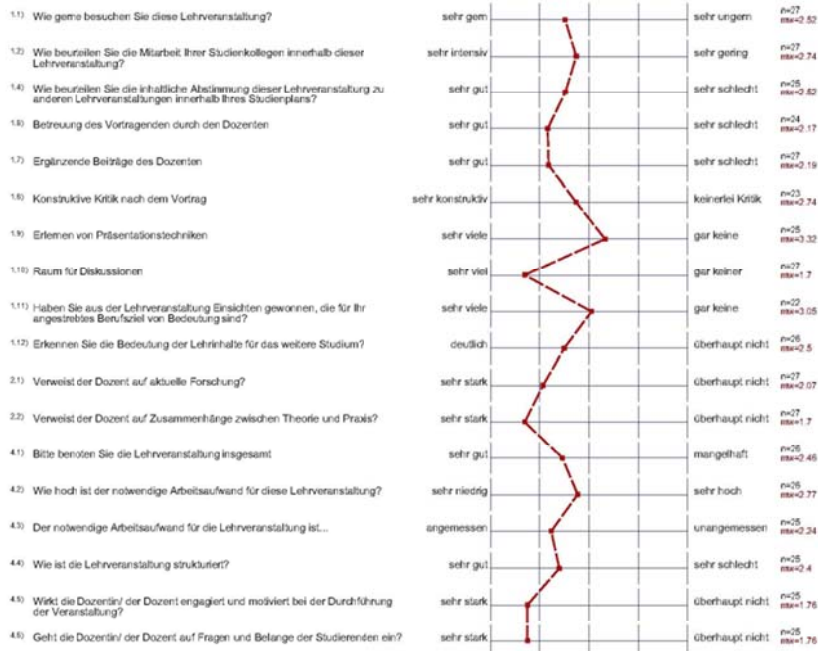 1.1) Wie gerne besuchen Sie diese Lehrveranstaltung? sehr gern sehr ungern n=27
mw=2.52
1.2) Wie beurteilen Sie die Mitarbeit Ihrer Studienkollegen innerhalb dieser
Lehrveranstaltung? sehr intensiv sehr gering n=27
mw=2.74
1.4) Wie beurteilen Sie die inhaltliche Abstimmung dieser Lehrveranstaltung zu
anderen Lehrveranstaltungen innerhalb Ihres Studienplans? sehr gut sehr schlecht n=25
Betreuung des Vortragenden durch den Dozenten sehr gut sehr schlecht n=24
mw=2.17
1.7) Ergänzende Beiträge des Dozenten sehr gut sehr schlecht n=27
mw=2.19
Konstruktive Kritik nach dem Vortrag sehr konstruktiv keinerlei Kritik n=23
mw=2.74
1.9) Erlernen von Präsentationstechniken sehr viele gar keine n=25
mw=3.32
1.10) Raum für Diskussionen sehr viel gar keiner n=27
mw=1.7
1.11) Haben Sie aus der Lehrveranstaltung Einsichten gewonnen, die für Ihr
angestrebtes Berufsziel von Bedeutung sind? sehr viele gar keine n=22
mw=3.05
1.12) Erkennen Sie die Bedeutung der Lehrinhalte für das weitere Studium? deutlich überhaupt nicht n=26
mw=2.5
2.1) Verweist der Dozent auf aktuelle Forschung? sehr stark überhaupt nicht n=27
mw=2.07
2.2) Verweist der Dozent auf Zusammenhänge zwischen Theorie und Praxis? sehr stark überhaupt nicht n=27
mw=1.7
4.1) Bitte benoten Sie die Lehrveranstaltung insgesamt sehr gut mangelhaft n=26
mw=2.46
4.2) Wie hoch ist der notwendige Arbeitsaufwand für diese Lehrveranstaltung? sehr niedrig sehr hoch n=26
mw=2.77
4.3) Der notwendige Arbeitsaufwand für die Lehrveranstaltung ist... angemessen unangemessen n=25
mw=2.24
4.4) Wie ist die Lehrveranstaltung strukturiert? sehr gut sehr schlecht n=25
mw=2.4
4.5) Wirkt die Dozentin/ der Dozent engagiert und motiviert bei der Durchführung
der Veranstaltung? sehr stark überhaupt nicht n=25
mw=1.76
4.6) Geht die Dozentin/ der Dozent auf Fragen und Belange der Studierenden ein? sehr stark überhaupt nicht n=25
mw=1.76